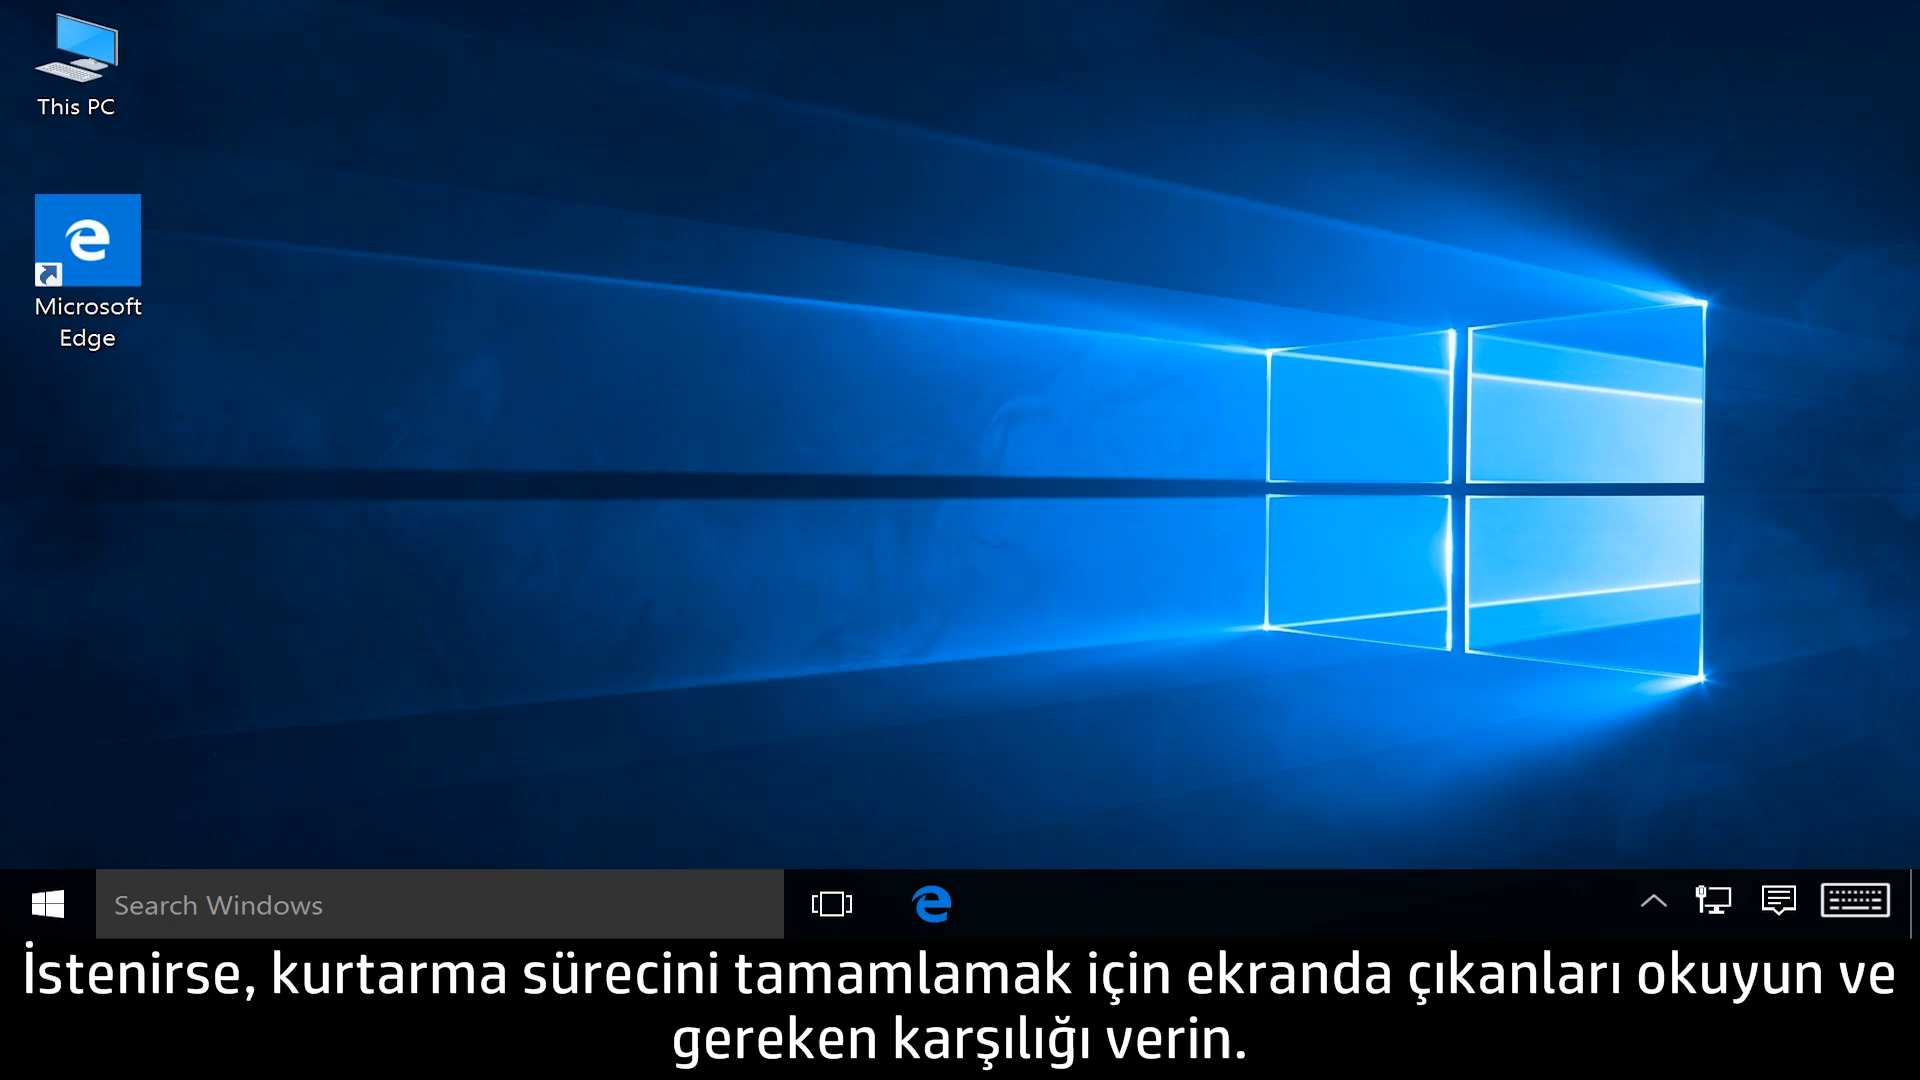 This PC
Microsoft
Edge
Search Windows
İstenirse, kurtarma sürecini tamamlamak için ekranda çıkanları okuyun ve
gereken karşılığı verin.